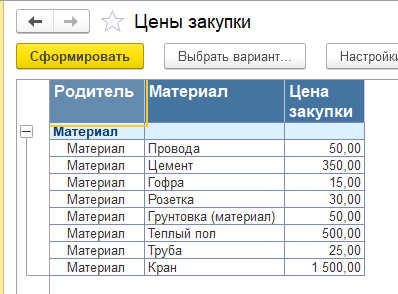 Цены закупки
Сформировать Выбрать вариант... Настройки
Родитель Материал Цена закупки
Материал
Материал Провода 50,00
Материал Цемент 350,00
Материал Гофра 15,00
Материал Розетка 30,00
Материал Грунтовка (материал) 50,00
Материал Теплый пол 500,00
Материал Труба 25,00
Материал Кран 1 500,00